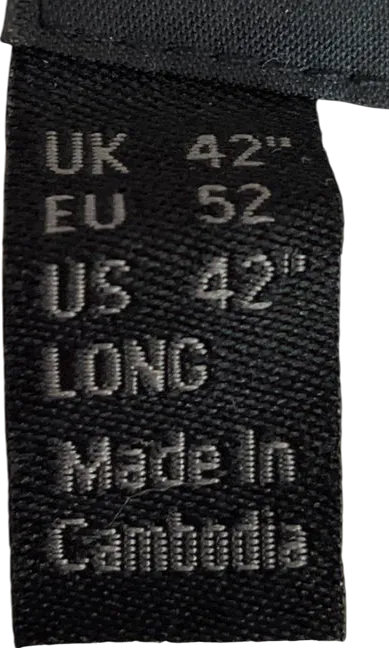 UK 42"
EU 52
US 42"
LONG
Made In
Cambodia